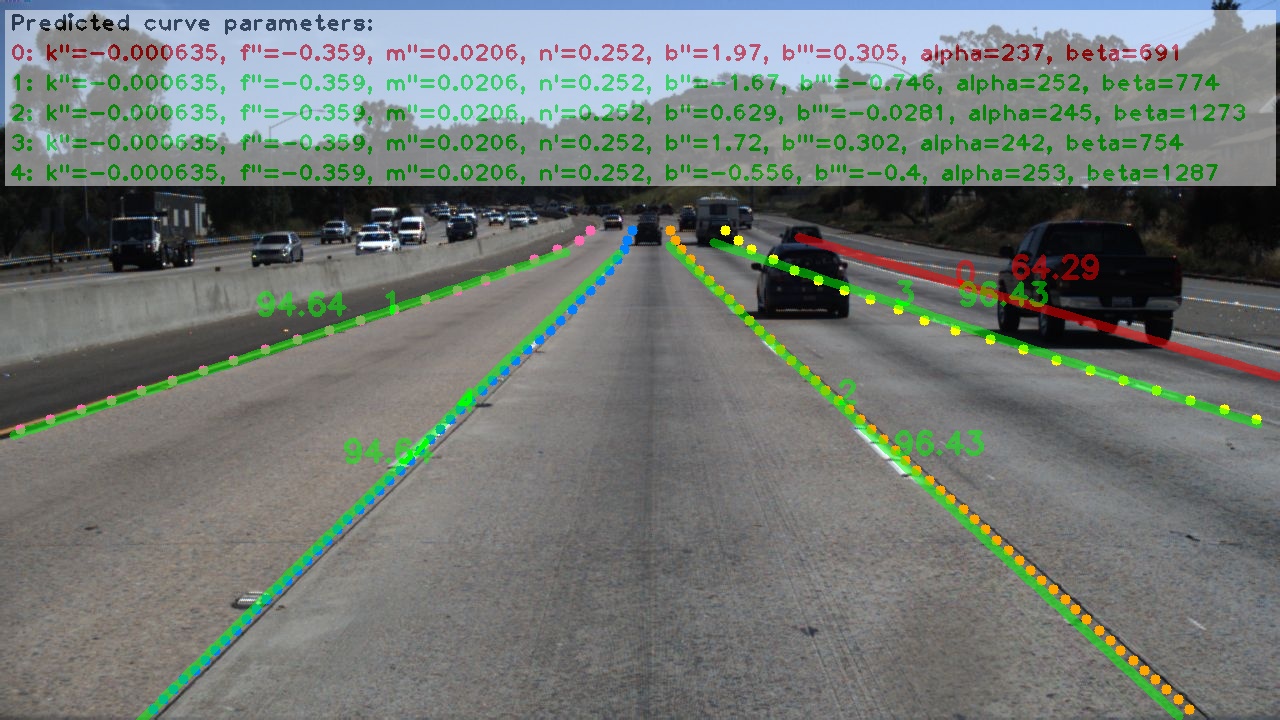 Predicted curve parameters:
0: k''=-0.000635, f''=-0.359, m''=0.0206, n'=0.252, b''=1.97, b'''=0.305, alpha=237, beta=691
1: k''=-0.000635, f''=-0.359, m''=0.0206, n'=0.252, b''=-1.67, b'''=-0.746, alpha=252, beta=774
2: k''=-0.000635, f''=-0.359, m''=0.0206, n'=0.252, b''=0.629, b'''=-0.0281, alpha=245, beta=1273
3: k''=-0.000635, f''=-0.359, m''=0.0206, n'=0.252, b''=1.72, b'''=0.302, alpha=242, beta=754
4: k''=-0.000635, f''=-0.359, m''=0.0206, n'=0.252, b''=-0.556, b'''=-0.4, alpha=253, beta=1287
0 64.29
94.64 1
3 96.43
4
2
94.64
96.43